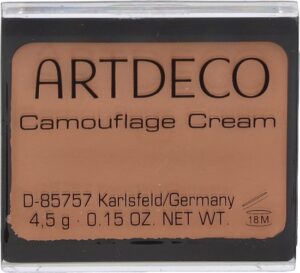 ARTDECO
Camouflage Cream
D-85757 Karlsfeld/Germany
4,5 g · 0.15 OZ. NET WT.
18M